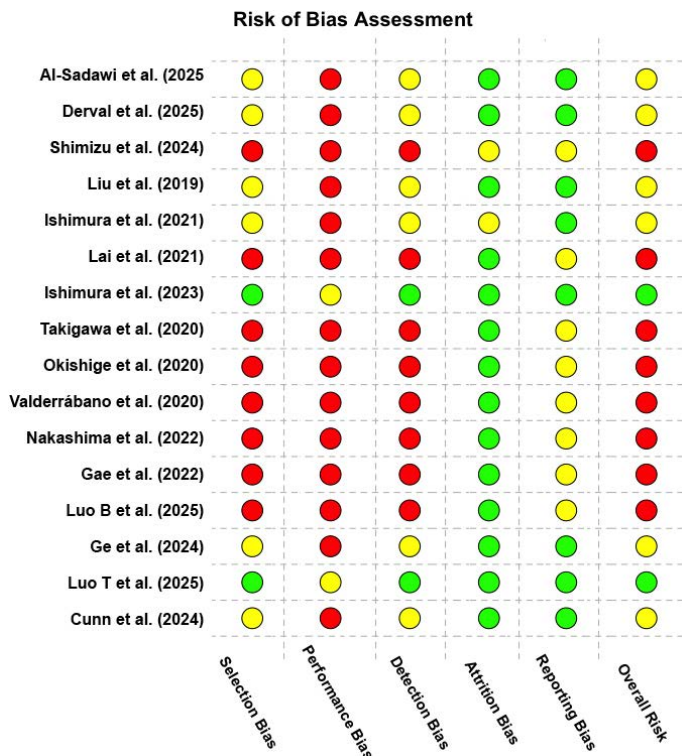 Risk of Bias Assessment
Al-Sadawi et al. (2025
Derval et al. (2025)
Shimizu et al. (2024)
Liu et al. (2019)
Ishimura et al. (2021)
Lai et al. (2021)
Ishimura et al. (2023)
Takigawa et al. (2020)
Okishige et al. (2020)
Valderrábano et al. (2020)
Nakashima et al. (2022)
Gae et al. (2022)
Luo B et al. (2025)
Ge et al. (2024)
Luo T et al. (2025)
Cunn et al. (2024)
Selection Bias
Performance Bias
Detection Bias
Attrition Bias
Reporting Bias
Overall Risk